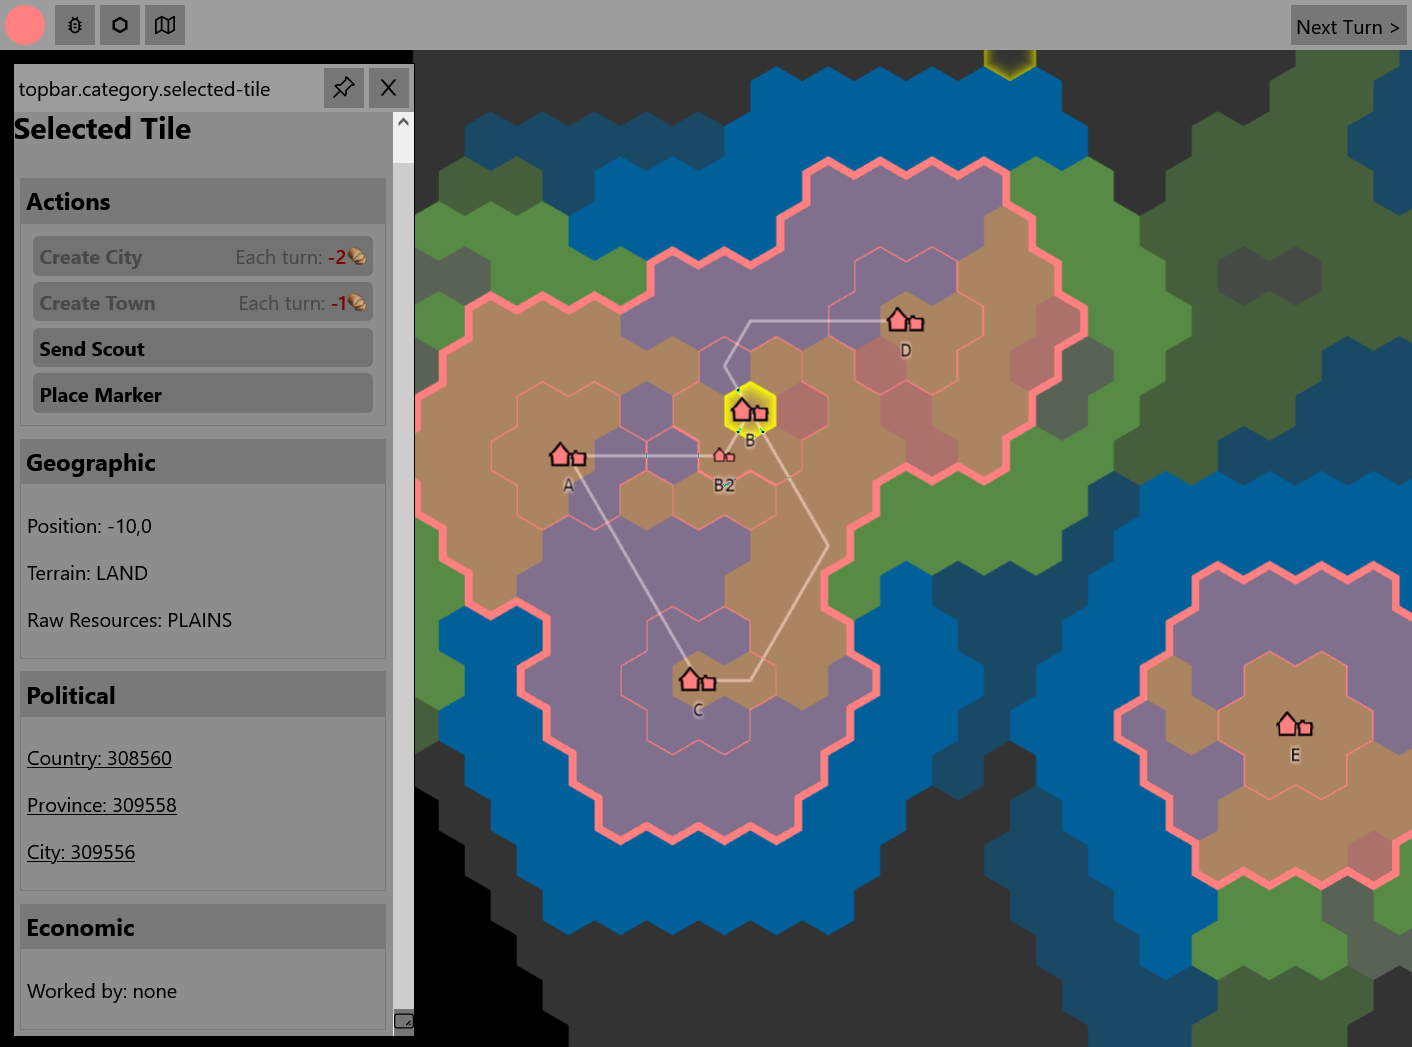 Next Turn >
topbar.category.selected-tile
Selected Tile
Actions
Create City Each turn: -2
Create Town Each turn: -1
Send Scout
Place Marker
Geographic
Position: -10,0
Terrain: LAND
Raw Resources: PLAINS
Political
Country: 308560
Province: 309558
City: 309556
Economic
Worked by: none
D
B
A
B2
C
E